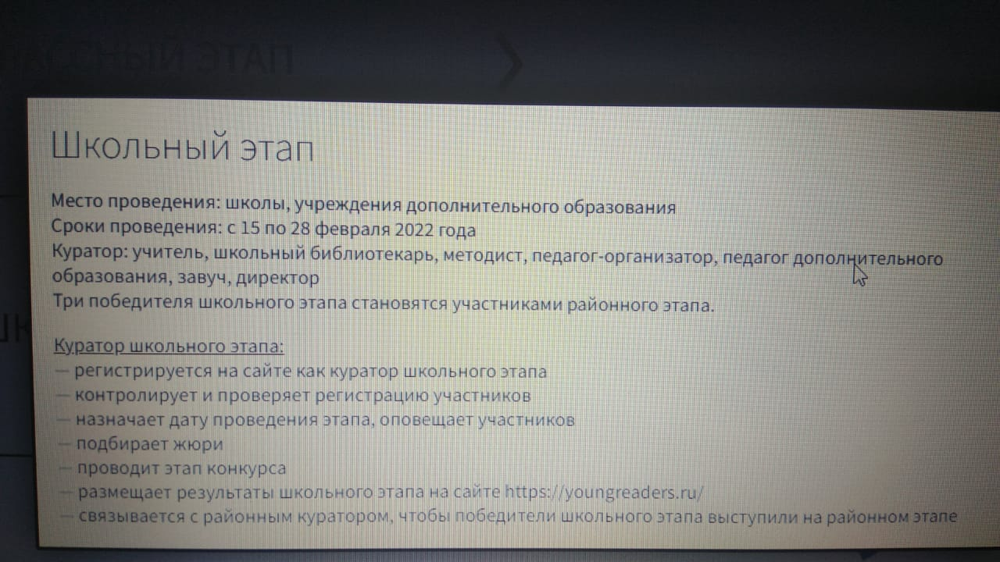 КЛАССНЫЙ ЭТАП
Школьный этап
Место проведения: школы, учреждения дополнительного образования
Сроки проведения: с 15 по 28 февраля 2022 года
Куратор: учитель, школьный библиотекарь, методист, педагог-организатор, педагог дополнительного
образования, завуч, директор
Три победителя школьного этапа становятся участниками районного этапа.
Куратор школьного этапа:
— регистрируется на сайте как куратор школьного этапа
— контролирует и проверяет регистрацию участников
— назначает дату проведения этапа, оповещает участников
— подбирает жюри
— проводит этап конкурса
— размещает результаты школьного этапа на сайте https://youngreaders.ru/
— связывается с районным куратором, чтобы победители школьного этапа выступили на районном этапе